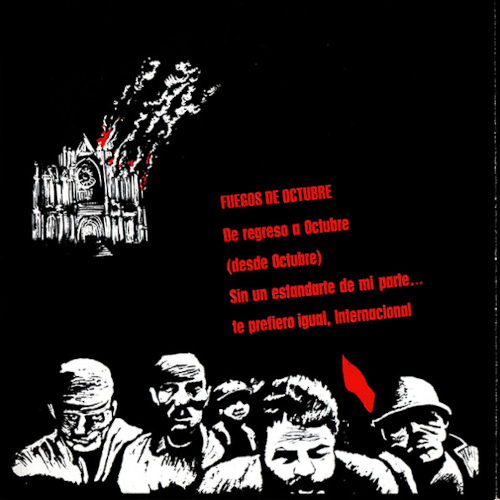 FUEGOS DE OCTUBRE
De regreso a Octubre
(desde Octubre)
Sin un estandarte de mi parte...
te prefiero igual, Internacional